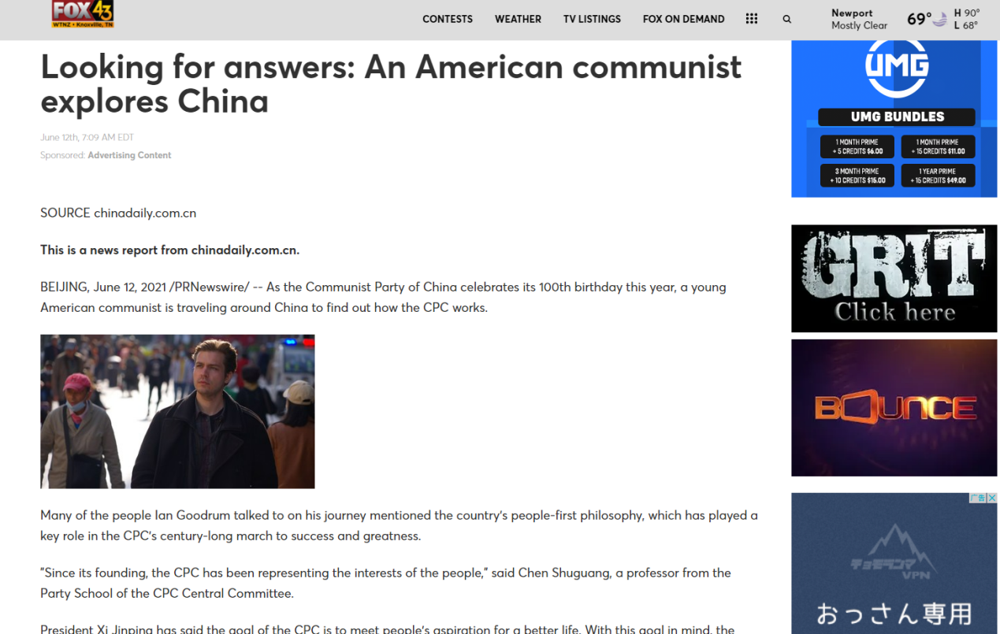 FOX 43
WTNZ • Knoxville, TN
CONTESTS
WEATHER
TV LISTINGS
FOX ON DEMAND
Newport
Mostly Clear
69°
H 90°
L 68°
Looking for answers: An American communist
explores China
June 12th, 7:09 AM EDT
Sponsored: Advertising Content
SOURCE chinadaily.com.cn
This is a news report from chinadaily.com.cn.
BEIJING, June 12, 2021 /PRNewswire/ -- As the Communist Party of China celebrates its 100th birthday this year, a young
American communist is traveling around China to find out how the CPC works.
Many of the people Ian Goodrum talked to on his journey mentioned the country's people-first philosophy, which has played a
key role in the CPC's century-long march to success and greatness.
"Since its founding, the CPC has been representing the interests of the people," said Chen Shuguang, a professor from the
Party School of the CPC Central Committee.
President Xi Jinping has said the goal of the CPC is to meet people's aspiration for a better life. With this goal in mind, the
UMG
UMG BUNDLES
1 MONTH PRIME
+ 5 CREDITS $6.00
1 MONTH PRIME
+ 15 CREDITS $11.00
3 MONTH PRIME
+ 10 CREDITS $15.00
1 YEAR PRIME
+ 15 CREDITS $49.00
GRIT
Click here
BOUNCE
广告
チョモランマ
VPN
おっさん専用